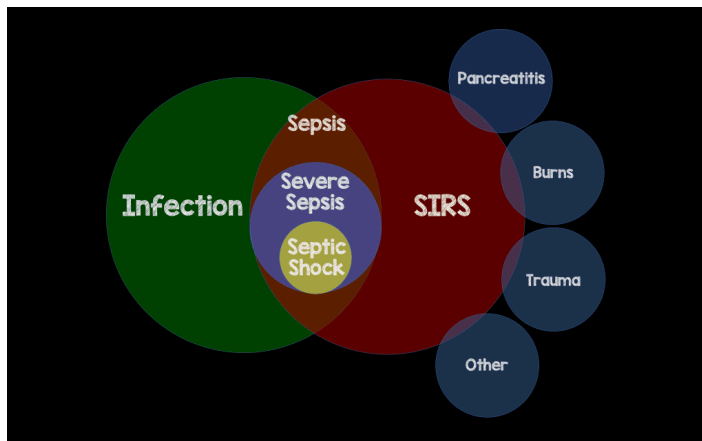 Pancreatitis
Sepsis
Burns
Severe
Sepsis
Infection
SIRS
Septic
Shock
Trauma
Other